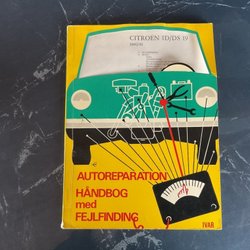 CITROEN ID/DS 19
AUTOREPARATION
HÅNDBOG
med
FEJLFINDING
IVAR